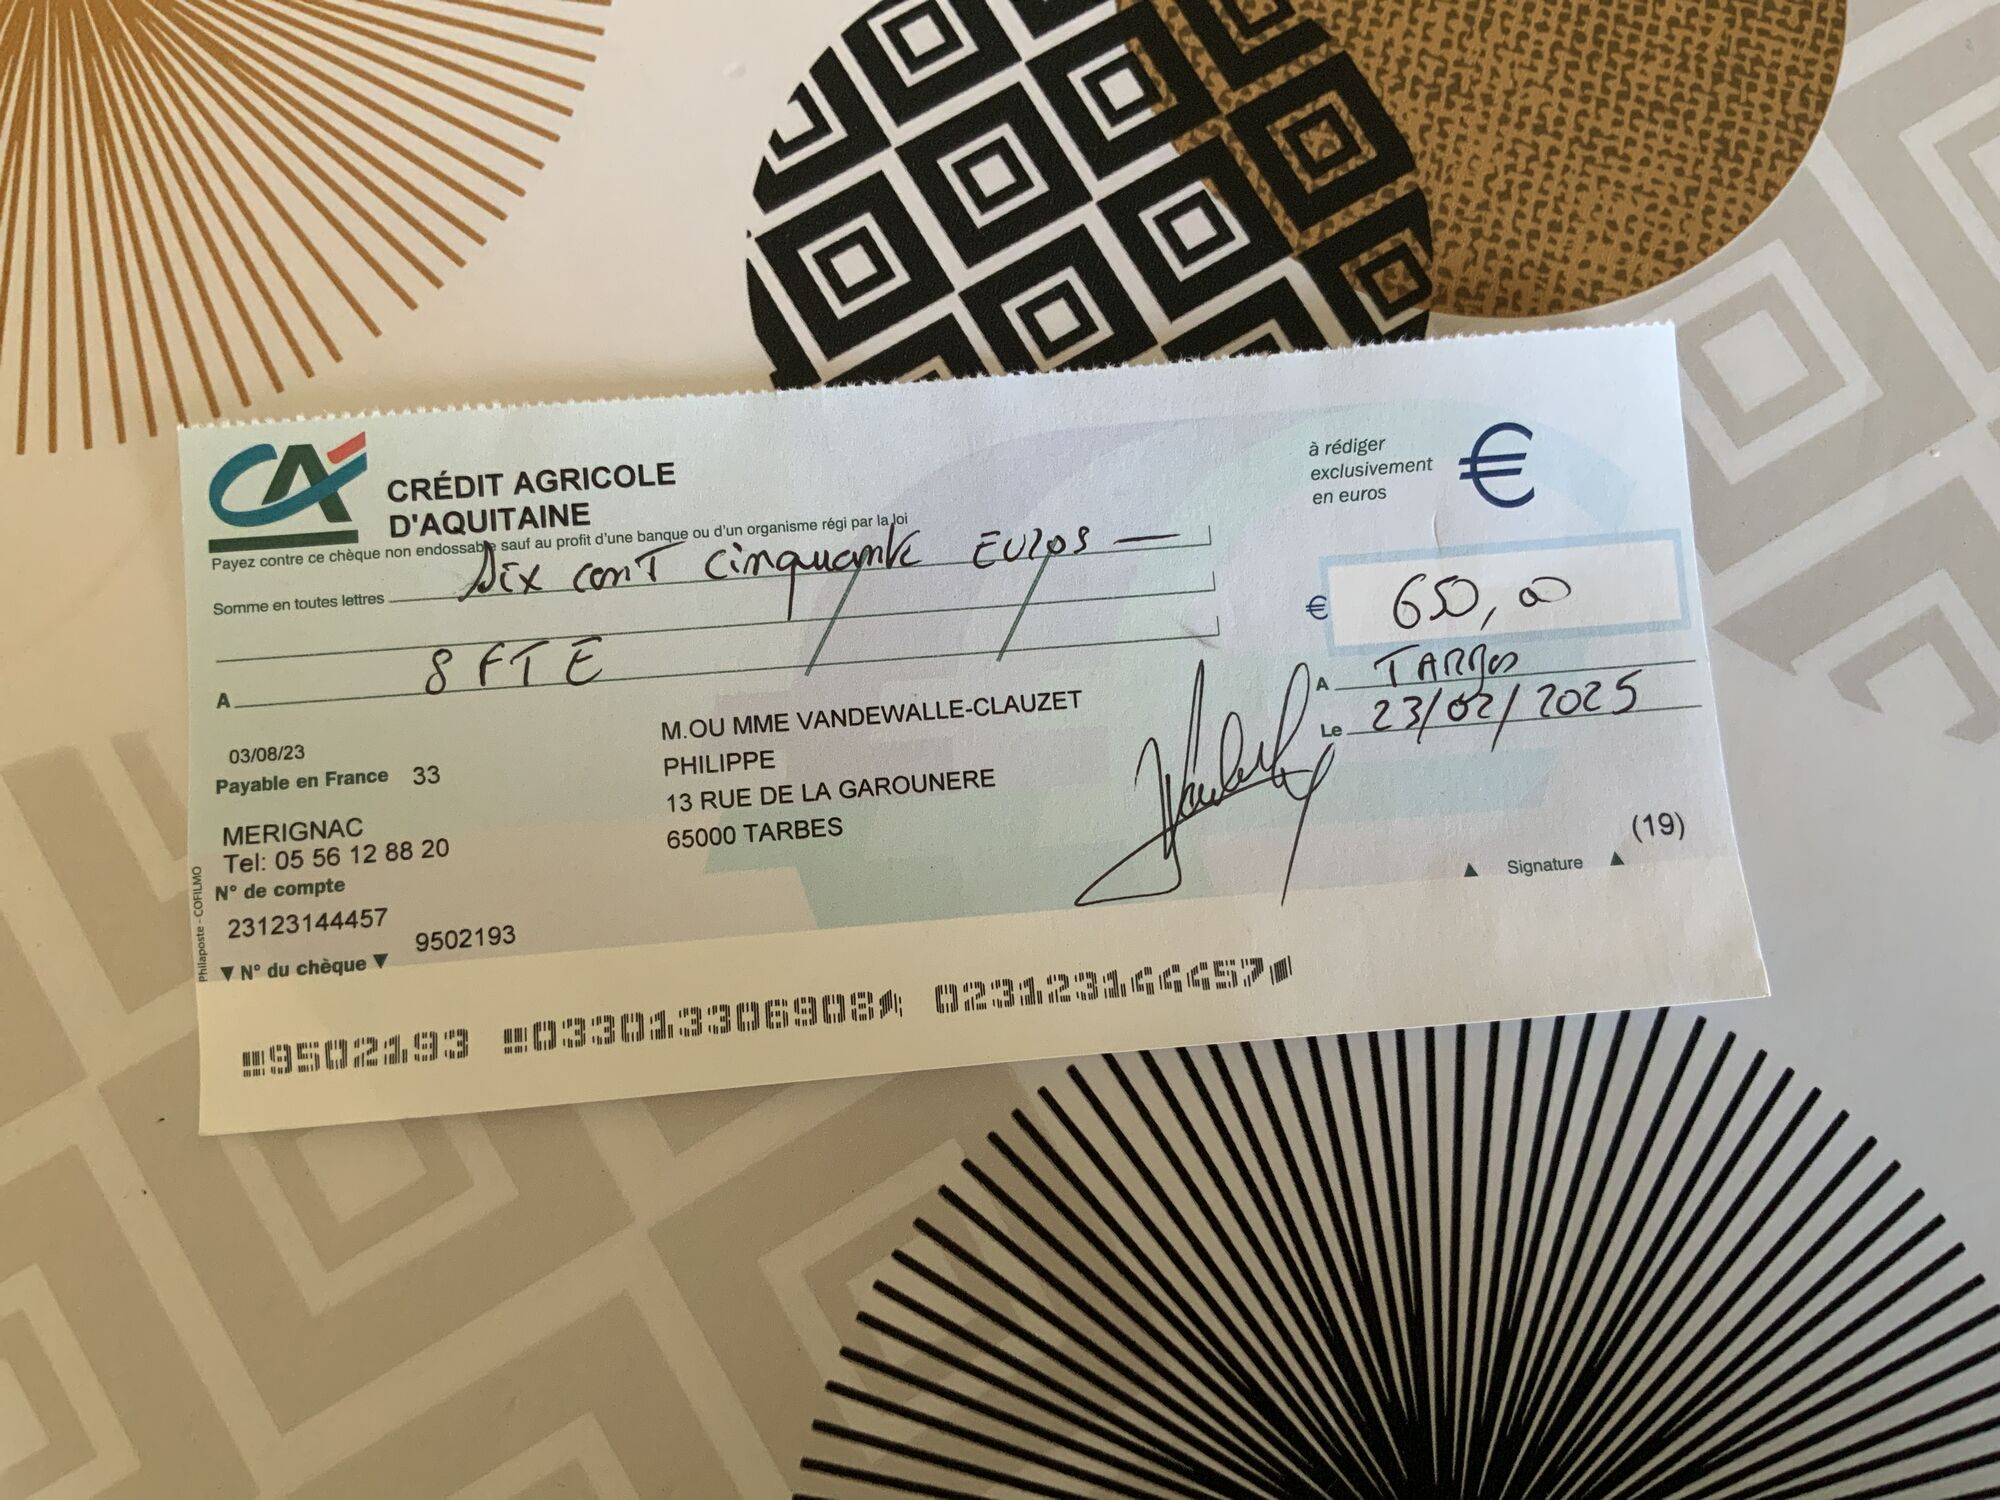 CA
CRÉDIT AGRICOLE
D'AQUITAINE
Payez contre ce chèque non endossable sauf au profit d'une banque ou d'un organisme régi par la loi
à rédiger
exclusivement
en euros
€
Somme en toutes lettres Six cent cinquante Euros —
€ 650,00
A 8 FTE
A TARBES
Le 23/02/2025
03/08/23
Payable en France 33
MERIGNAC
Tel: 05 56 12 88 20
N° de compte
23123144457
▼ N° du chèque ▼ 9502193
M.OU MME VANDEWALLE-CLAUZET
PHILIPPE
13 RUE DE LA GAROUNERE
65000 TARBES
(19)
▲ Signature ▲
Philaposte - COFILMO
9502193 033013306908 023123144457